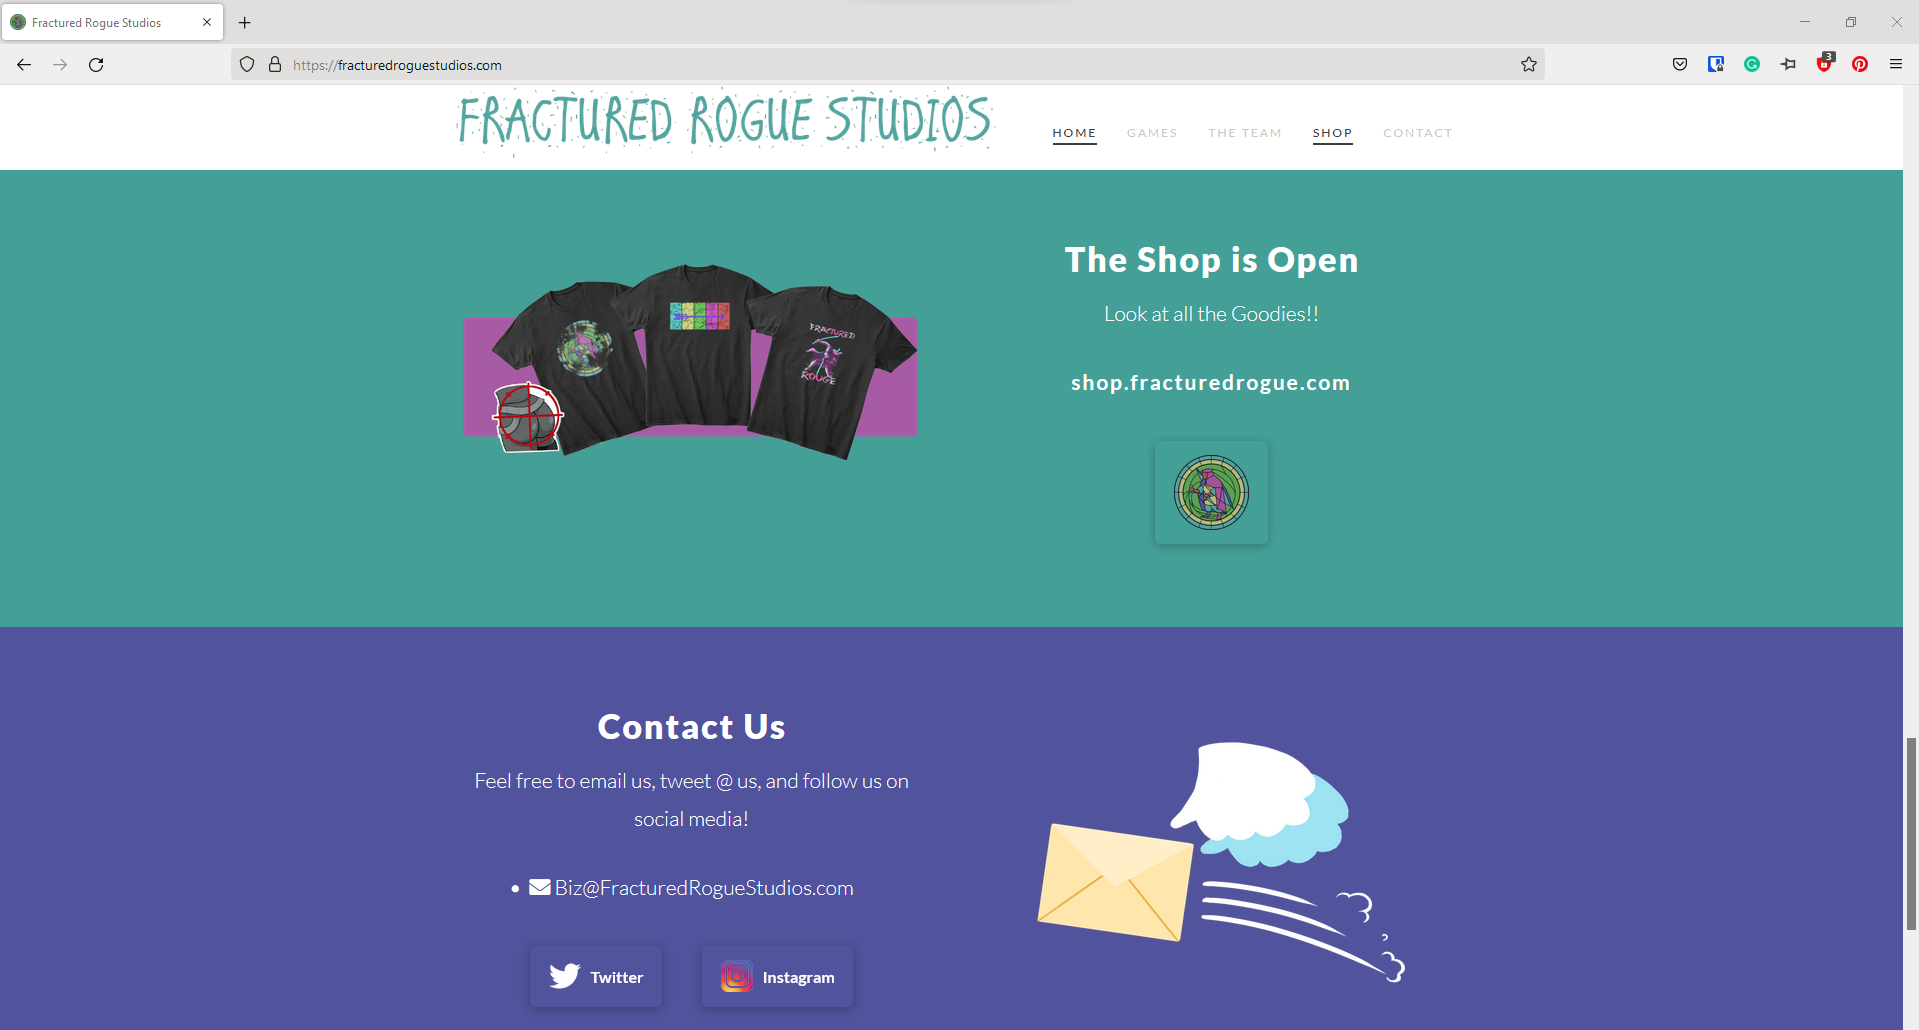 Fractured Rogue Studios
https://fracturedroguestudios.com
3
FRACTURED ROGUE STUDIOS
HOME
GAMES
THE TEAM
SHOP
CONTACT
FRACTURED
ROUGE
The Shop is Open
Look at all the Goodies!!
shop.fracturedrogue.com
Contact Us
Feel free to email us, tweet @ us, and follow us on
social media!
Biz@FracturedRogueStudios.com
Twitter
Instagram